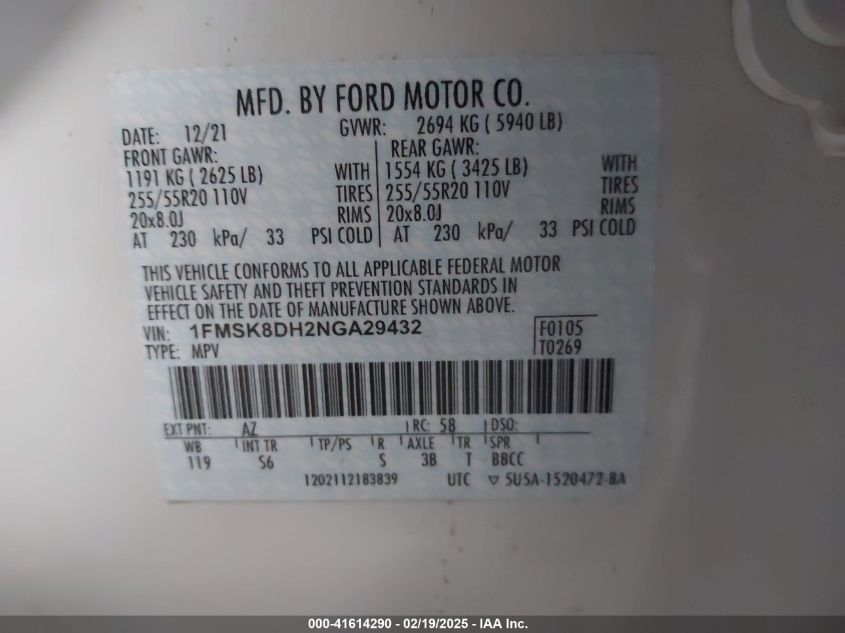 MFD. BY FORD MOTOR CO.
DATE: 12/21 GVWR: 2694 KG ( 5940 LB)
FRONT GAWR: REAR GAWR:
1191 KG ( 2625 LB) WITH 1554 KG ( 3425 LB) WITH
255/55R20 110V TIRES 255/55R20 110V TIRES
20x8.0J RIMS 20x8.0J RIMS
AT 230 kPa/ 33 PSI COLD AT 230 kPa/ 33 PSI COLD
THIS VEHICLE CONFORMS TO ALL APPLICABLE FEDERAL MOTOR
VEHICLE SAFETY AND THEFT PREVENTION STANDARDS IN
EFFECT ON THE DATE OF MANUFACTURE SHOWN ABOVE.
VIN: 1FMSK8DH2NGA29432 F0105
TYPE: MPV T0269
EXT PNT: AZ RC: 58 DSO:
WB INT TR TP/PS R AXLE TR SPR
119 S6 S 3B T BBCC
1202112183839 UTC ▽ 5U5A-1520472-BA
000-41614290 - 02/19/2025 - IAA Inc.